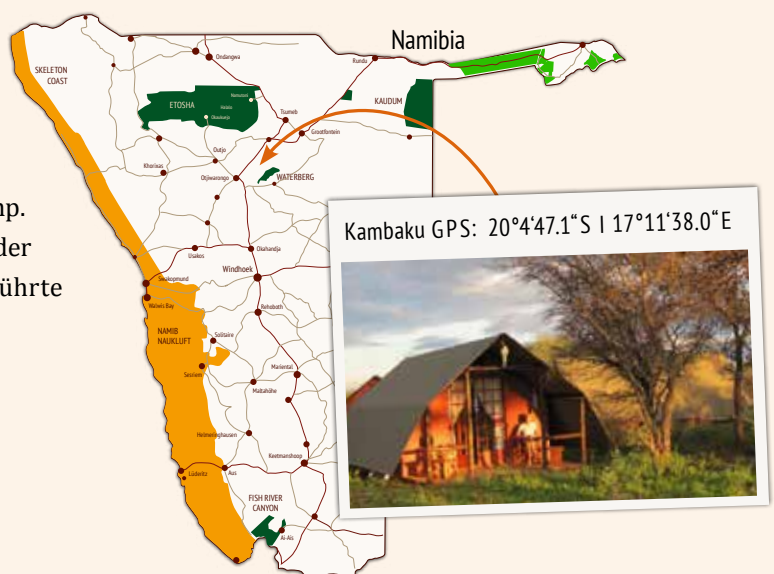 Namibia
SKELETON
COAST
Ondangwa
Rundu
ETOSHA
Namutoni
Halali
Okaukuejo
KAUDUM
Tsumeb
Grootfontein
Outjo
Khorixas
Otjiwarongo
WATERBERG
np.
der
ührte
Kambaku GPS: 20°4‘47.1“S I 17°11‘38.0“E
Usakos
Okahandja
Windhoek
Swakopmund
Walvis Bay
Rehoboth
NAMIB
NAUKLUFT
Solitaire
Sesriem
Mariental
Maltahöhe
Helmeringhausen
Keetmanshoop
Lüderitz
Aus
FISH RIVER
CANYON
Ai-Ais